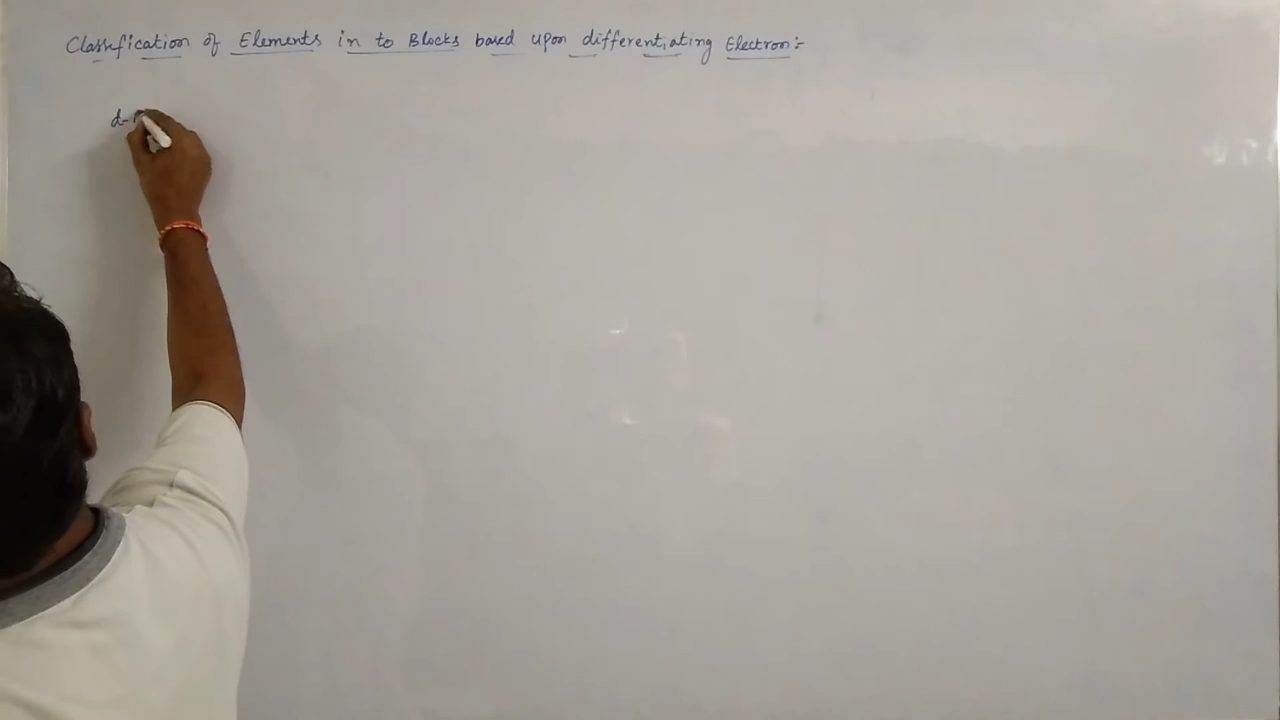 Classification of Elements in to Blocks based upon differentiating Electron:-
d-